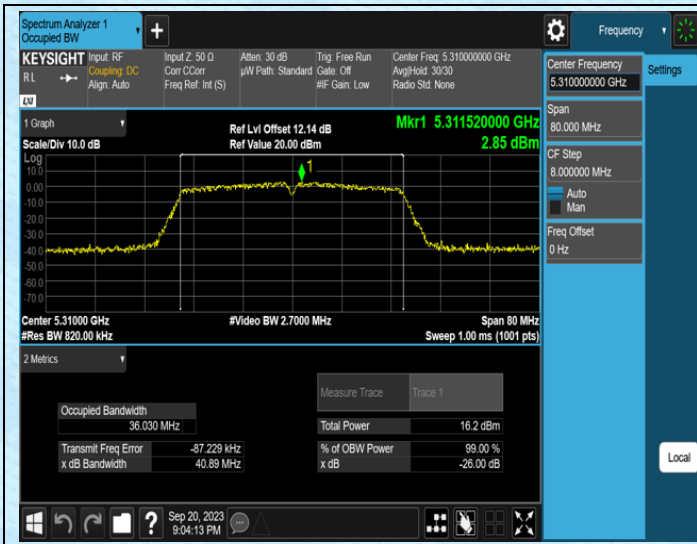 Spectrum Analyzer 1
Occupied BW
Frequency
KEYSIGHT
Input: RF
Input Z: 50 Ω
Atten: 30 dB
Trig: Free Run
Center Freq: 5.310000000 GHz
RL
Coupling: DC
Corr CCorr
µW Path: Standard
Gate: Off
Avg|Hold: 30/30
Align: Auto
Freq Ref: Int (S)
#IF Gain: Low
Radio Std: None
LXI
1 Graph
Ref Lvl Offset 12.14 dB
Mkr1 5.311520000 GHz
Scale/Div 10.0 dB
Ref Value 20.00 dBm
2.85 dBm
Log
10.0
0.00
-10.0
-20.0
-30.0
-40.0
-50.0
-60.0
-70.0
1
Center 5.31000 GHz
#Video BW 2.7000 MHz
Span 80 MHz
#Res BW 820.00 kHz
Sweep 1.00 ms (1001 pts)
2 Metrics
Measure Trace
Trace 1
Occupied Bandwidth
36.030 MHz
Total Power
16.2 dBm
Transmit Freq Error
-87.229 kHz
% of OBW Power
99.00 %
x dB Bandwidth
40.89 MHz
x dB
-26.00 dB
Sep 20, 2023
9:04:13 PM
Center Frequency
5.310000000 GHz
Settings
Span
80.000 MHz
CF Step
8.000000 MHz
Auto
Man
Freq Offset
0 Hz
Local